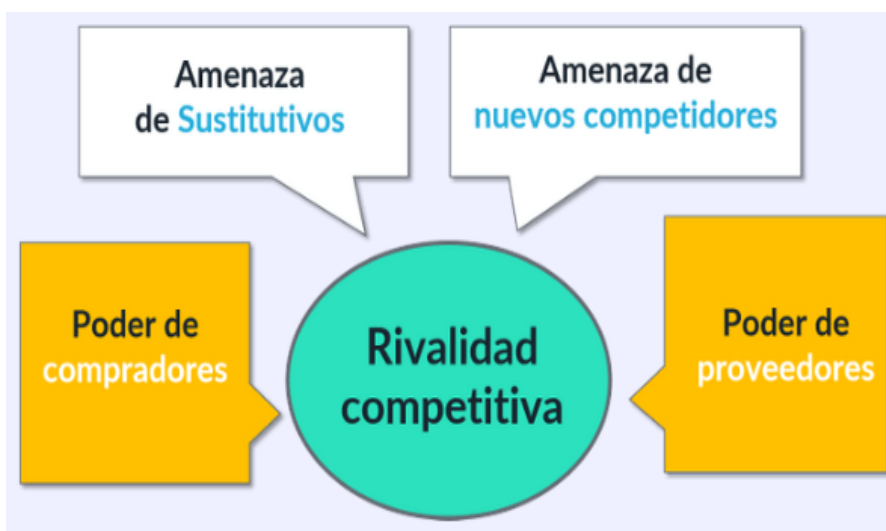 Amenaza
de Sustitutivos
Amenaza de
nuevos competidores
Poder de
compradores
Rivalidad
competitiva
Poder de
proveedores